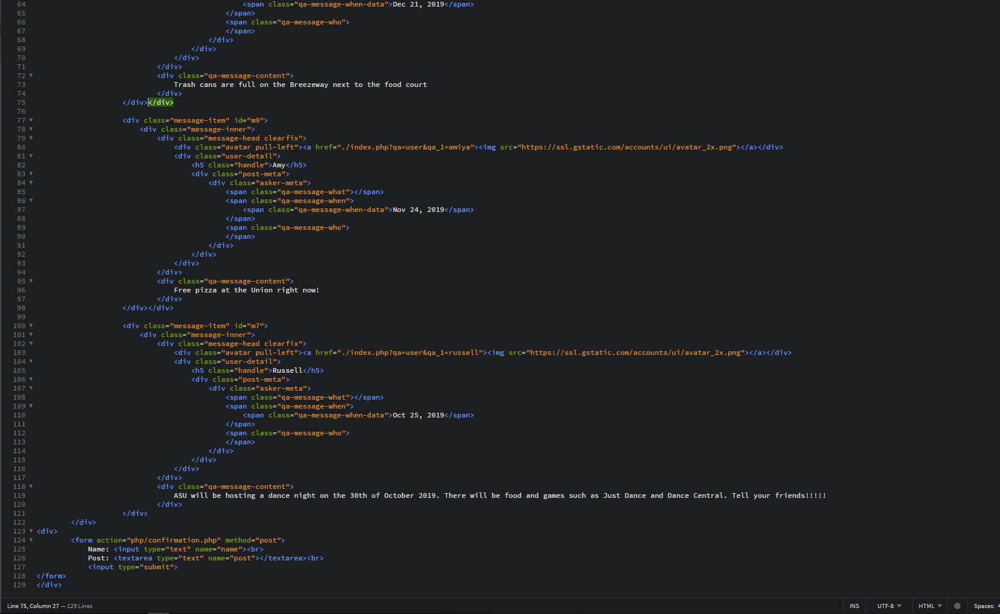 64 <span class="qa-message-when-data">Dec 21, 2019</span>
65 </span>
66 <span class="qa-message-who">
67 </span>
68 </div>
69 </div>
70 </div>
71 </div>
72 <div class="qa-message-content">
73 Trash cans are full on the Breezeway next to the food court
74 </div>
75 </div></div>
76
77 <div class="message-item" id="m9">
78 <div class="message-inner">
79 <div class="message-head clearfix">
80 <div class="avatar pull-left"><a href="./index.php?qa=user&qa_1=amiya"><img src="https://ssl.gstatic.com/accounts/ui/avatar_2x.png"></a></div>
81 <div class="user-detail">
82 <h5 class="handle">Amy</h5>
83 <div class="post-meta">
84 <div class="asker-meta">
85 <span class="qa-message-what"></span>
86 <span class="qa-message-when">
87 <span class="qa-message-when-data">Nov 24, 2019</span>
88 </span>
89 <span class="qa-message-who">
90 </span>
91 </div>
92 </div>
93 </div>
94 </div>
95 <div class="qa-message-content">
96 Free pizza at the Union right now!
97 </div>
98 </div></div>
99
100 <div class="message-item" id="m7">
101 <div class="message-inner">
102 <div class="message-head clearfix">
103 <div class="avatar pull-left"><a href="./index.php?qa=user&qa_1=russell"><img src="https://ssl.gstatic.com/accounts/ui/avatar_2x.png"></a></div>
104 <div class="user-detail">
105 <h5 class="handle">Russell</h5>
106 <div class="post-meta">
107 <div class="asker-meta">
108 <span class="qa-message-what"></span>
109 <span class="qa-message-when">
110 <span class="qa-message-when-data">Oct 25, 2019</span>
111 </span>
112 <span class="qa-message-who">
113 </span>
114 </div>
115 </div>
116 </div>
117 </div>
118 <div class="qa-message-content">
119 ASU will be hosting a dance night on the 30th of October 2019. There will be food and games such as Just Dance and Dance Central. Tell your friends!!!!!
120 </div>
121 </div>
122 </div>
123 <div>
124 <form action="php/confirmation.php" method="post">
125 Name: <input type="text" name="name"><br>
126 Post: <textarea type="text" name="post"></textarea><br>
127 <input type="submit">
128 </form>
129 </div>
Line 75, Column 27 — 129 Lines INS UTF-8 HTML Spaces: